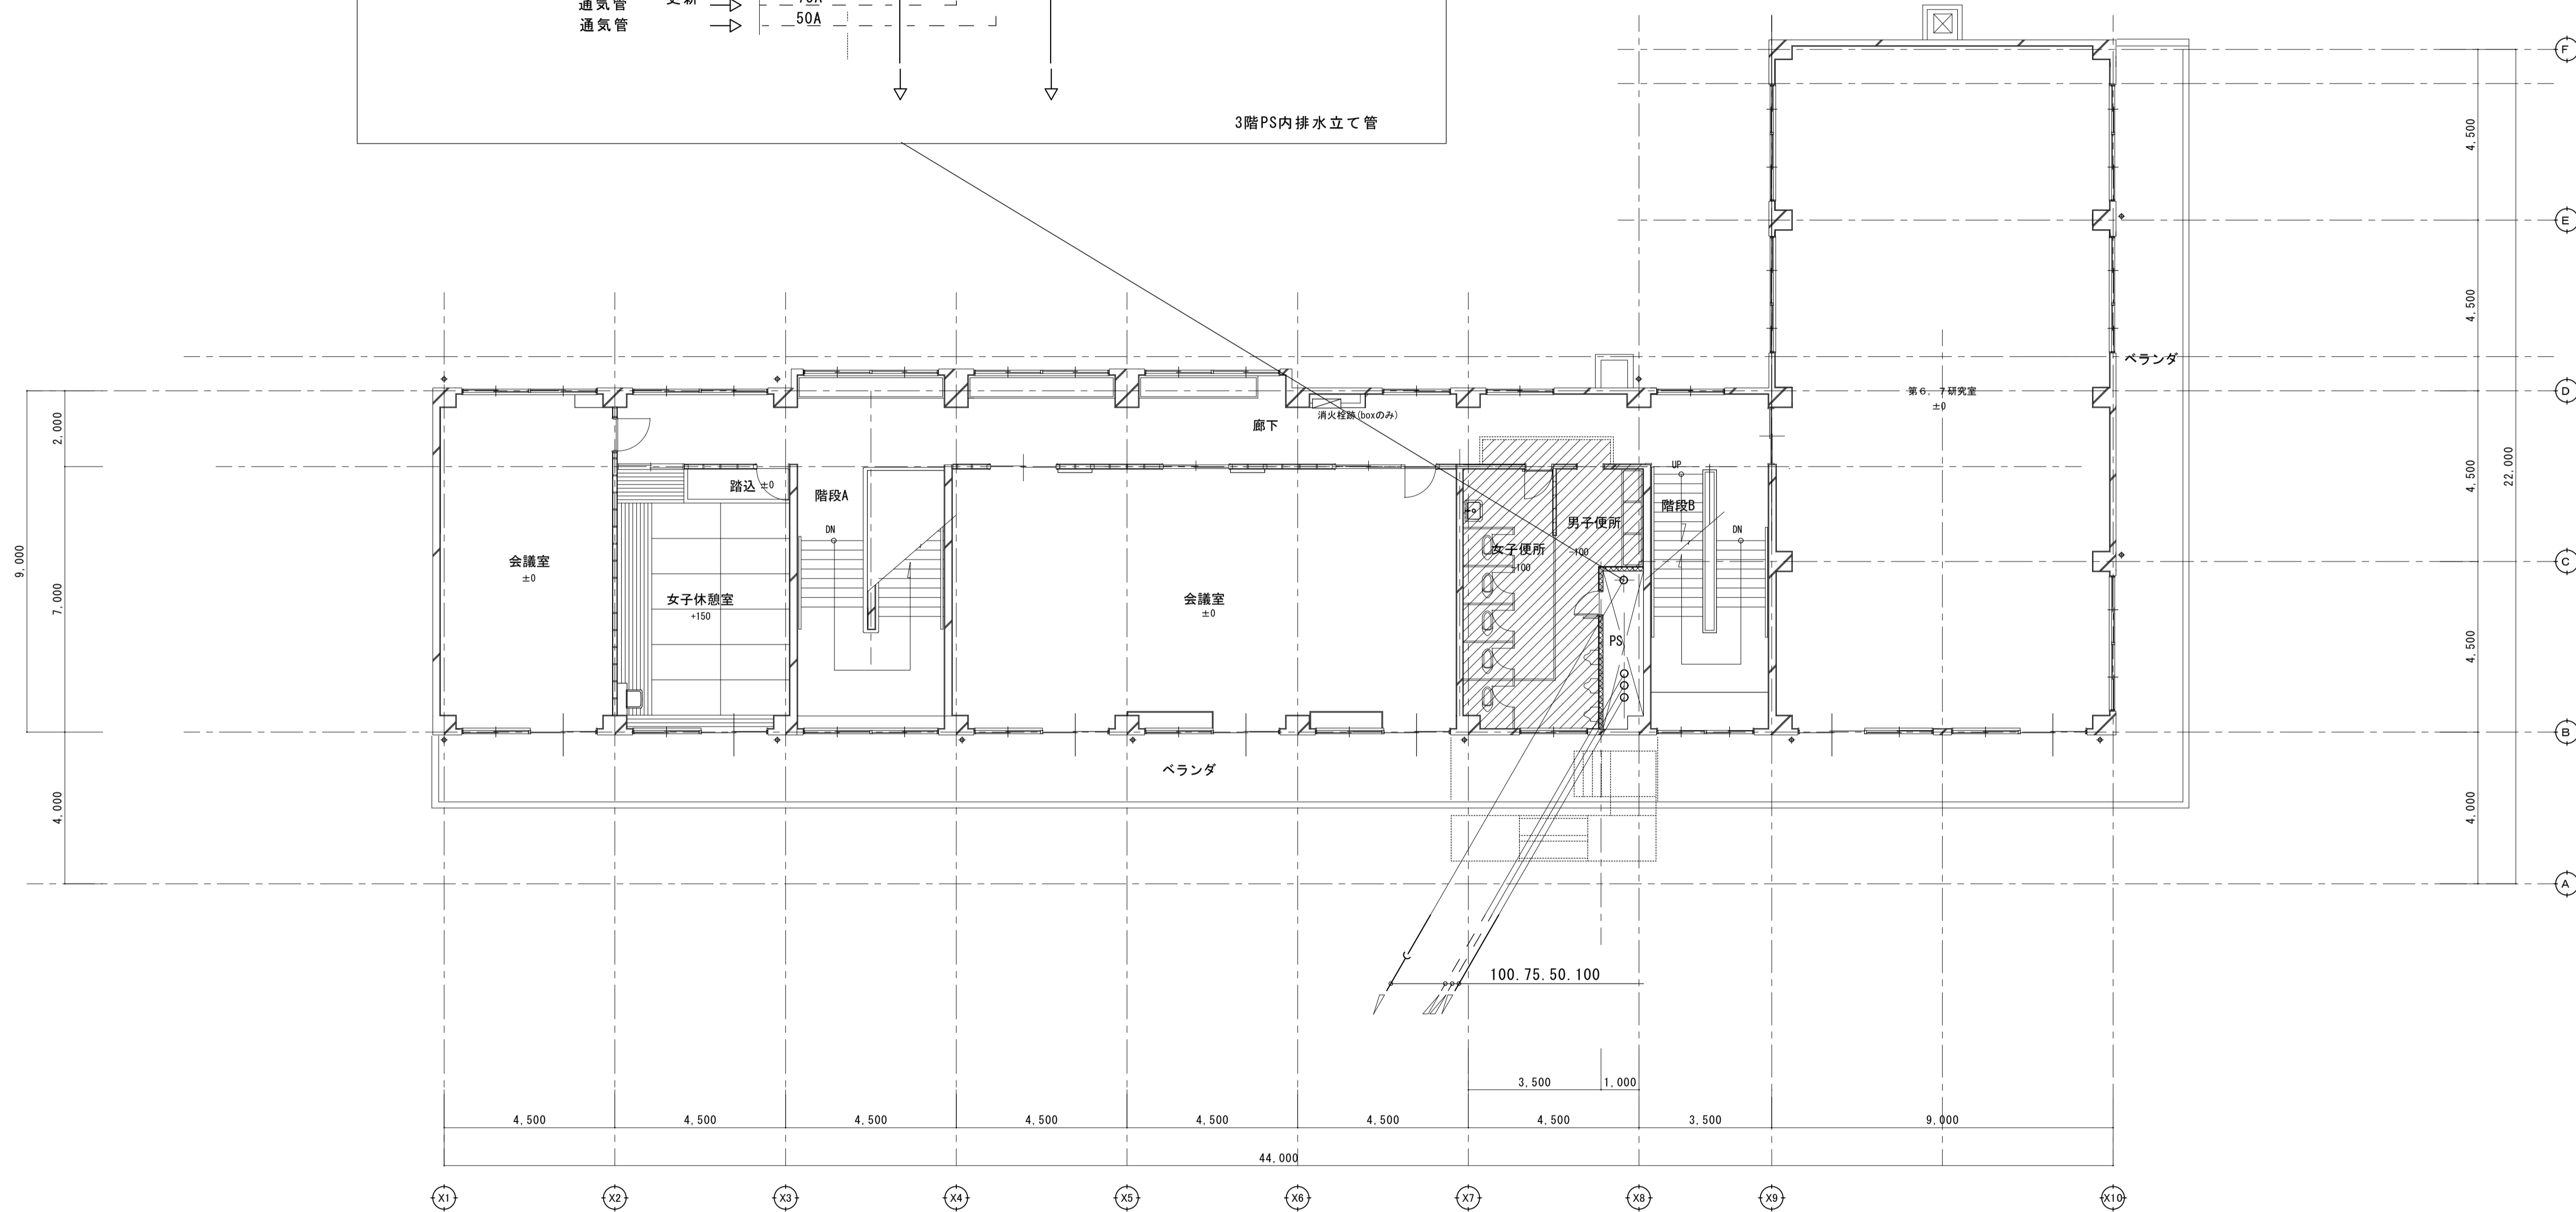 通気管
更新
通気管
50A
3階PS内排水立て管
F
4,500
E
4,500
ベランダ
D
第6．7研究室
±0
2,000
廊下
消火栓跡(boxのみ)
4,500
22,000
踏込 ±0
階段A
UP
階段B
DN
DN
男子便所
-100
女子便所
-100
9,000
会議室
±0
C
7,000
女子休憩室
+150
会議室
±0
PS
4,500
B
ベランダ
4,000
4,000
A
100.75.50.100
3,500
1,000
4,500
4,500
4,500
4,500
4,500
4,500
4,500
3,500
9,000
44,000
X1
X2
X3
X4
X5
X6
X7
X8
X9
X10